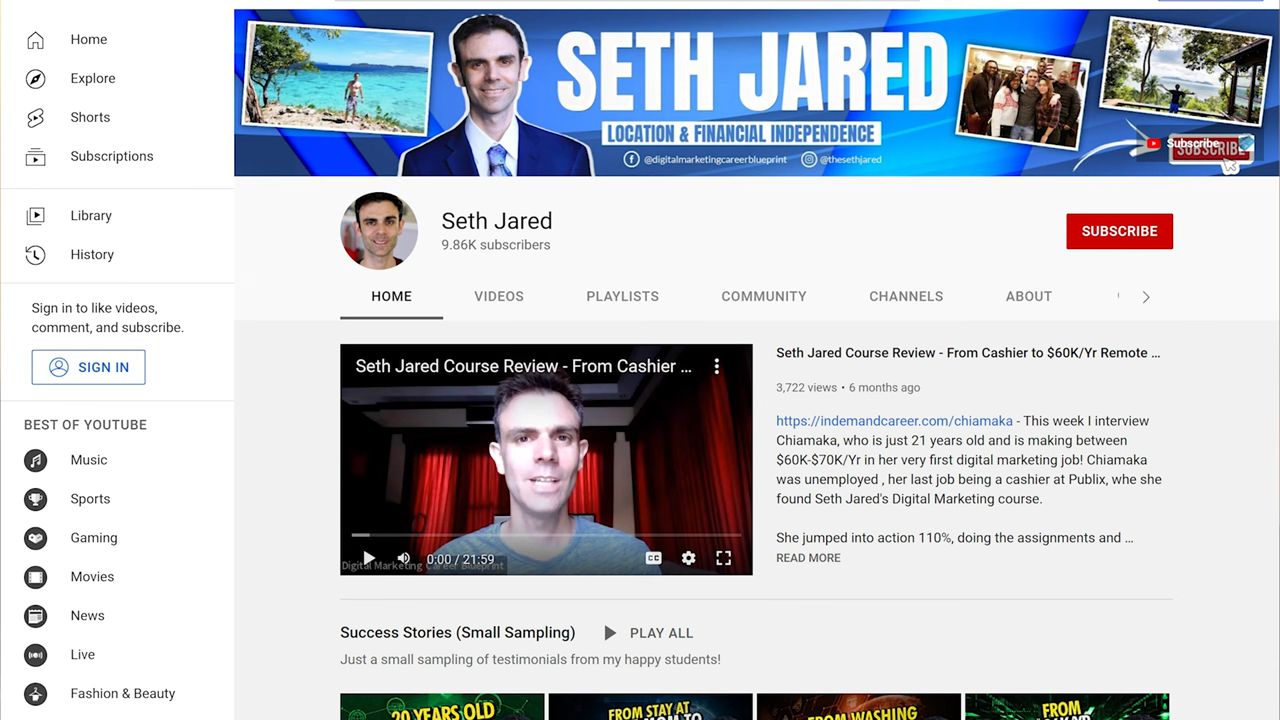 Home
Explore
Shorts
Subscriptions
Library
History
Sign in to like videos,
comment, and subscribe.
SIGN IN
BEST OF YOUTUBE
Music
Sports
Gaming
Movies
News
Live
Fashion & Beauty
SETH JARED
LOCATION & FINANCIAL INDEPENDENCE
@digitalmarketingcareerblueprint @thesethjared
Subscribe
SUBSCRIBE
Seth Jared
9.86K subscribers
SUBSCRIBE
HOME VIDEOS PLAYLISTS COMMUNITY CHANNELS ABOUT
Seth Jared Course Review - From Cashier ...
0:00 / 21:59
CC
Digital Marketing Career Blueprint
Seth Jared Course Review - From Cashier to $60K/Yr Remote ...
3,722 views • 6 months ago
https://indemandcareer.com/chiamaka - This week I interview
Chiamaka, who is just 21 years old and is making between
$60K-$70K/Yr in her very first digital marketing job! Chiamaka
was unemployed , her last job being a cashier at Publix, whe she
found Seth Jared's Digital Marketing course.
She jumped into action 110%, doing the assignments and ...
READ MORE
Success Stories (Small Sampling) PLAY ALL
Just a small sampling of testimonials from my happy students!
20 YEARS OLD
FROM STAY AT
FROM WASHING
FROM